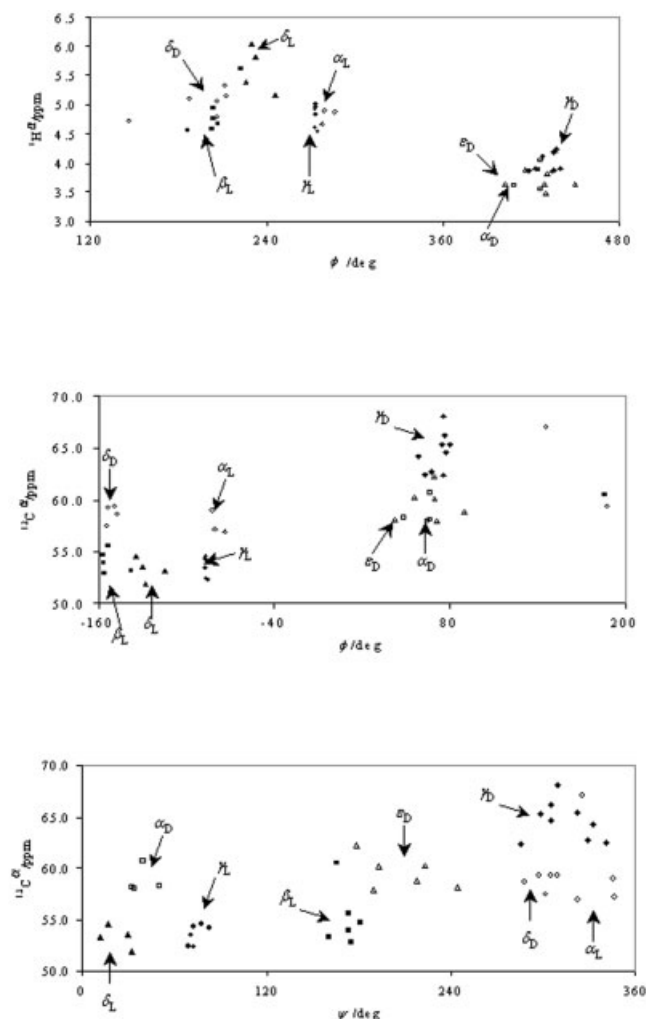 6.5
6.0
5.5
5.0
4.5
4.0
3.5
3.0
¹Hα/ppm
δD
δL
αL
βL
γL
εD
αD
γD
120 240 360 480
ϕ /deg
70.0
65.0
60.0
55.0
50.0
¹³Cα/ppm
δD
αL
γD
γL
εD
αD
βL
δL
-160 -40 80 200
ϕ/deg
70.0
65.0
60.0
55.0
50.0
¹³Cα/ppm
αD
γL
εD
γD
βL
δD
αL
δL
0 120 240 360
ψ/deg